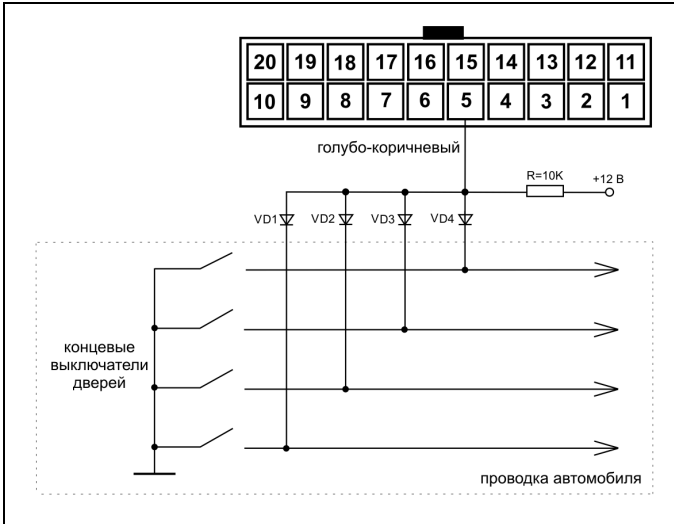 20 19 18 17 16 15 14 13 12 11
10 9 8 7 6 5 4 3 2 1
голубо-коричневый
R=10K
+12 В
VD1 VD2 VD3 VD4
концевые
выключатели
дверей
проводка автомобиля